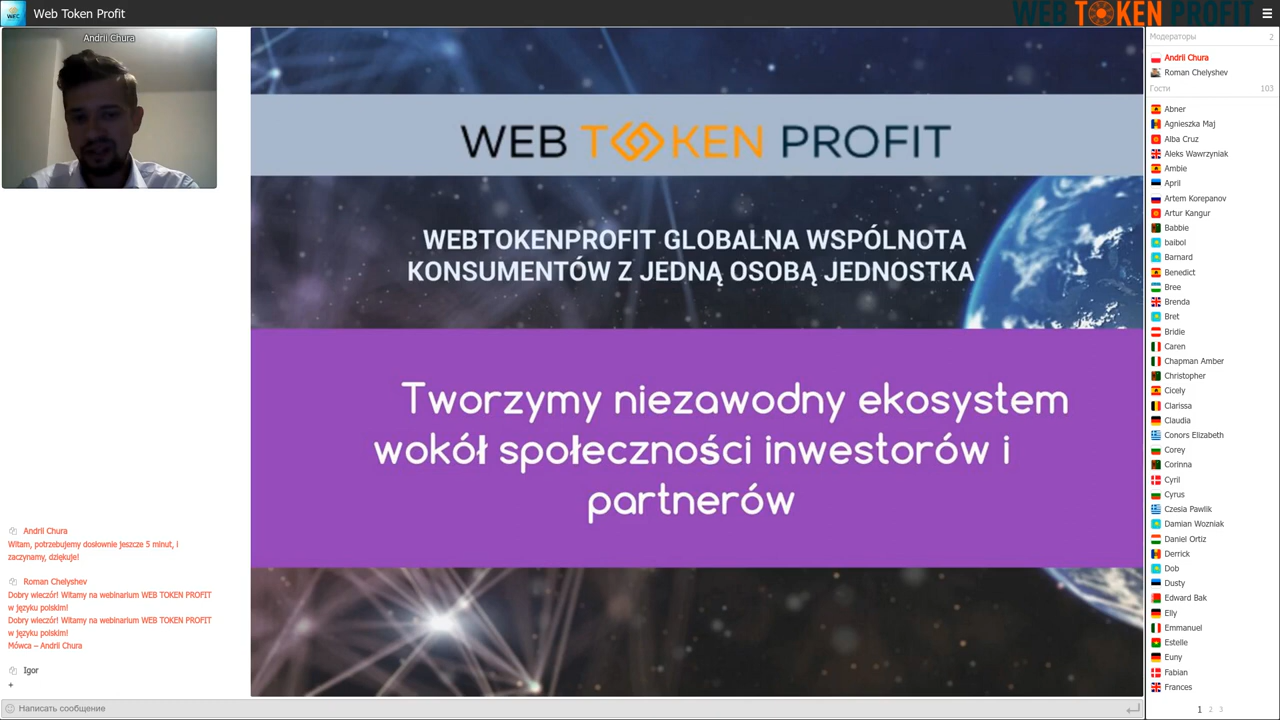 Web Token Profit
WEB TOKEN PROFIT
Andrii Chura
WEB TOKEN PROFIT
WEBTOKENPROFIT GLOBALNA WSPÓLNOTA
KONSUMENTÓW Z JEDNĄ OSOBĄ JEDNOSTKA
Tworzymy niezawodny ekosystem
wokół społeczności inwestorów i
partnerów
Andrii Chura
Witam, potrzebujemy dosłownie jeszcze 5 minut, i
zaczynamy, dziękuje!
Roman Chelyshev
Dobry wieczór! Witamy na webinarium WEB TOKEN PROFIT
w języku polskim!
Dobry wieczór! Witamy na webinarium WEB TOKEN PROFIT
w języku polskim!
Mówca – Andrii Chura
Igor
+
Написать сообщение
Модераторы 2
Andrii Chura
Roman Chelyshev
Гости 103
Abner
Agnieszka Maj
Alba Cruz
Aleks Wawrzyniak
Ambie
April
Artem Korepanov
Artur Kangur
Babbie
baibol
Barnard
Benedict
Bree
Brenda
Bret
Bridie
Caren
Chapman Amber
Christopher
Cicely
Clarissa
Claudia
Conors Elizabeth
Corey
Corinna
Cyril
Cyrus
Czesia Pawlik
Damian Wozniak
Daniel Ortiz
Derrick
Dob
Dusty
Edward Bak
Elly
Emmanuel
Estelle
Euny
Fabian
Frances
1 2 3